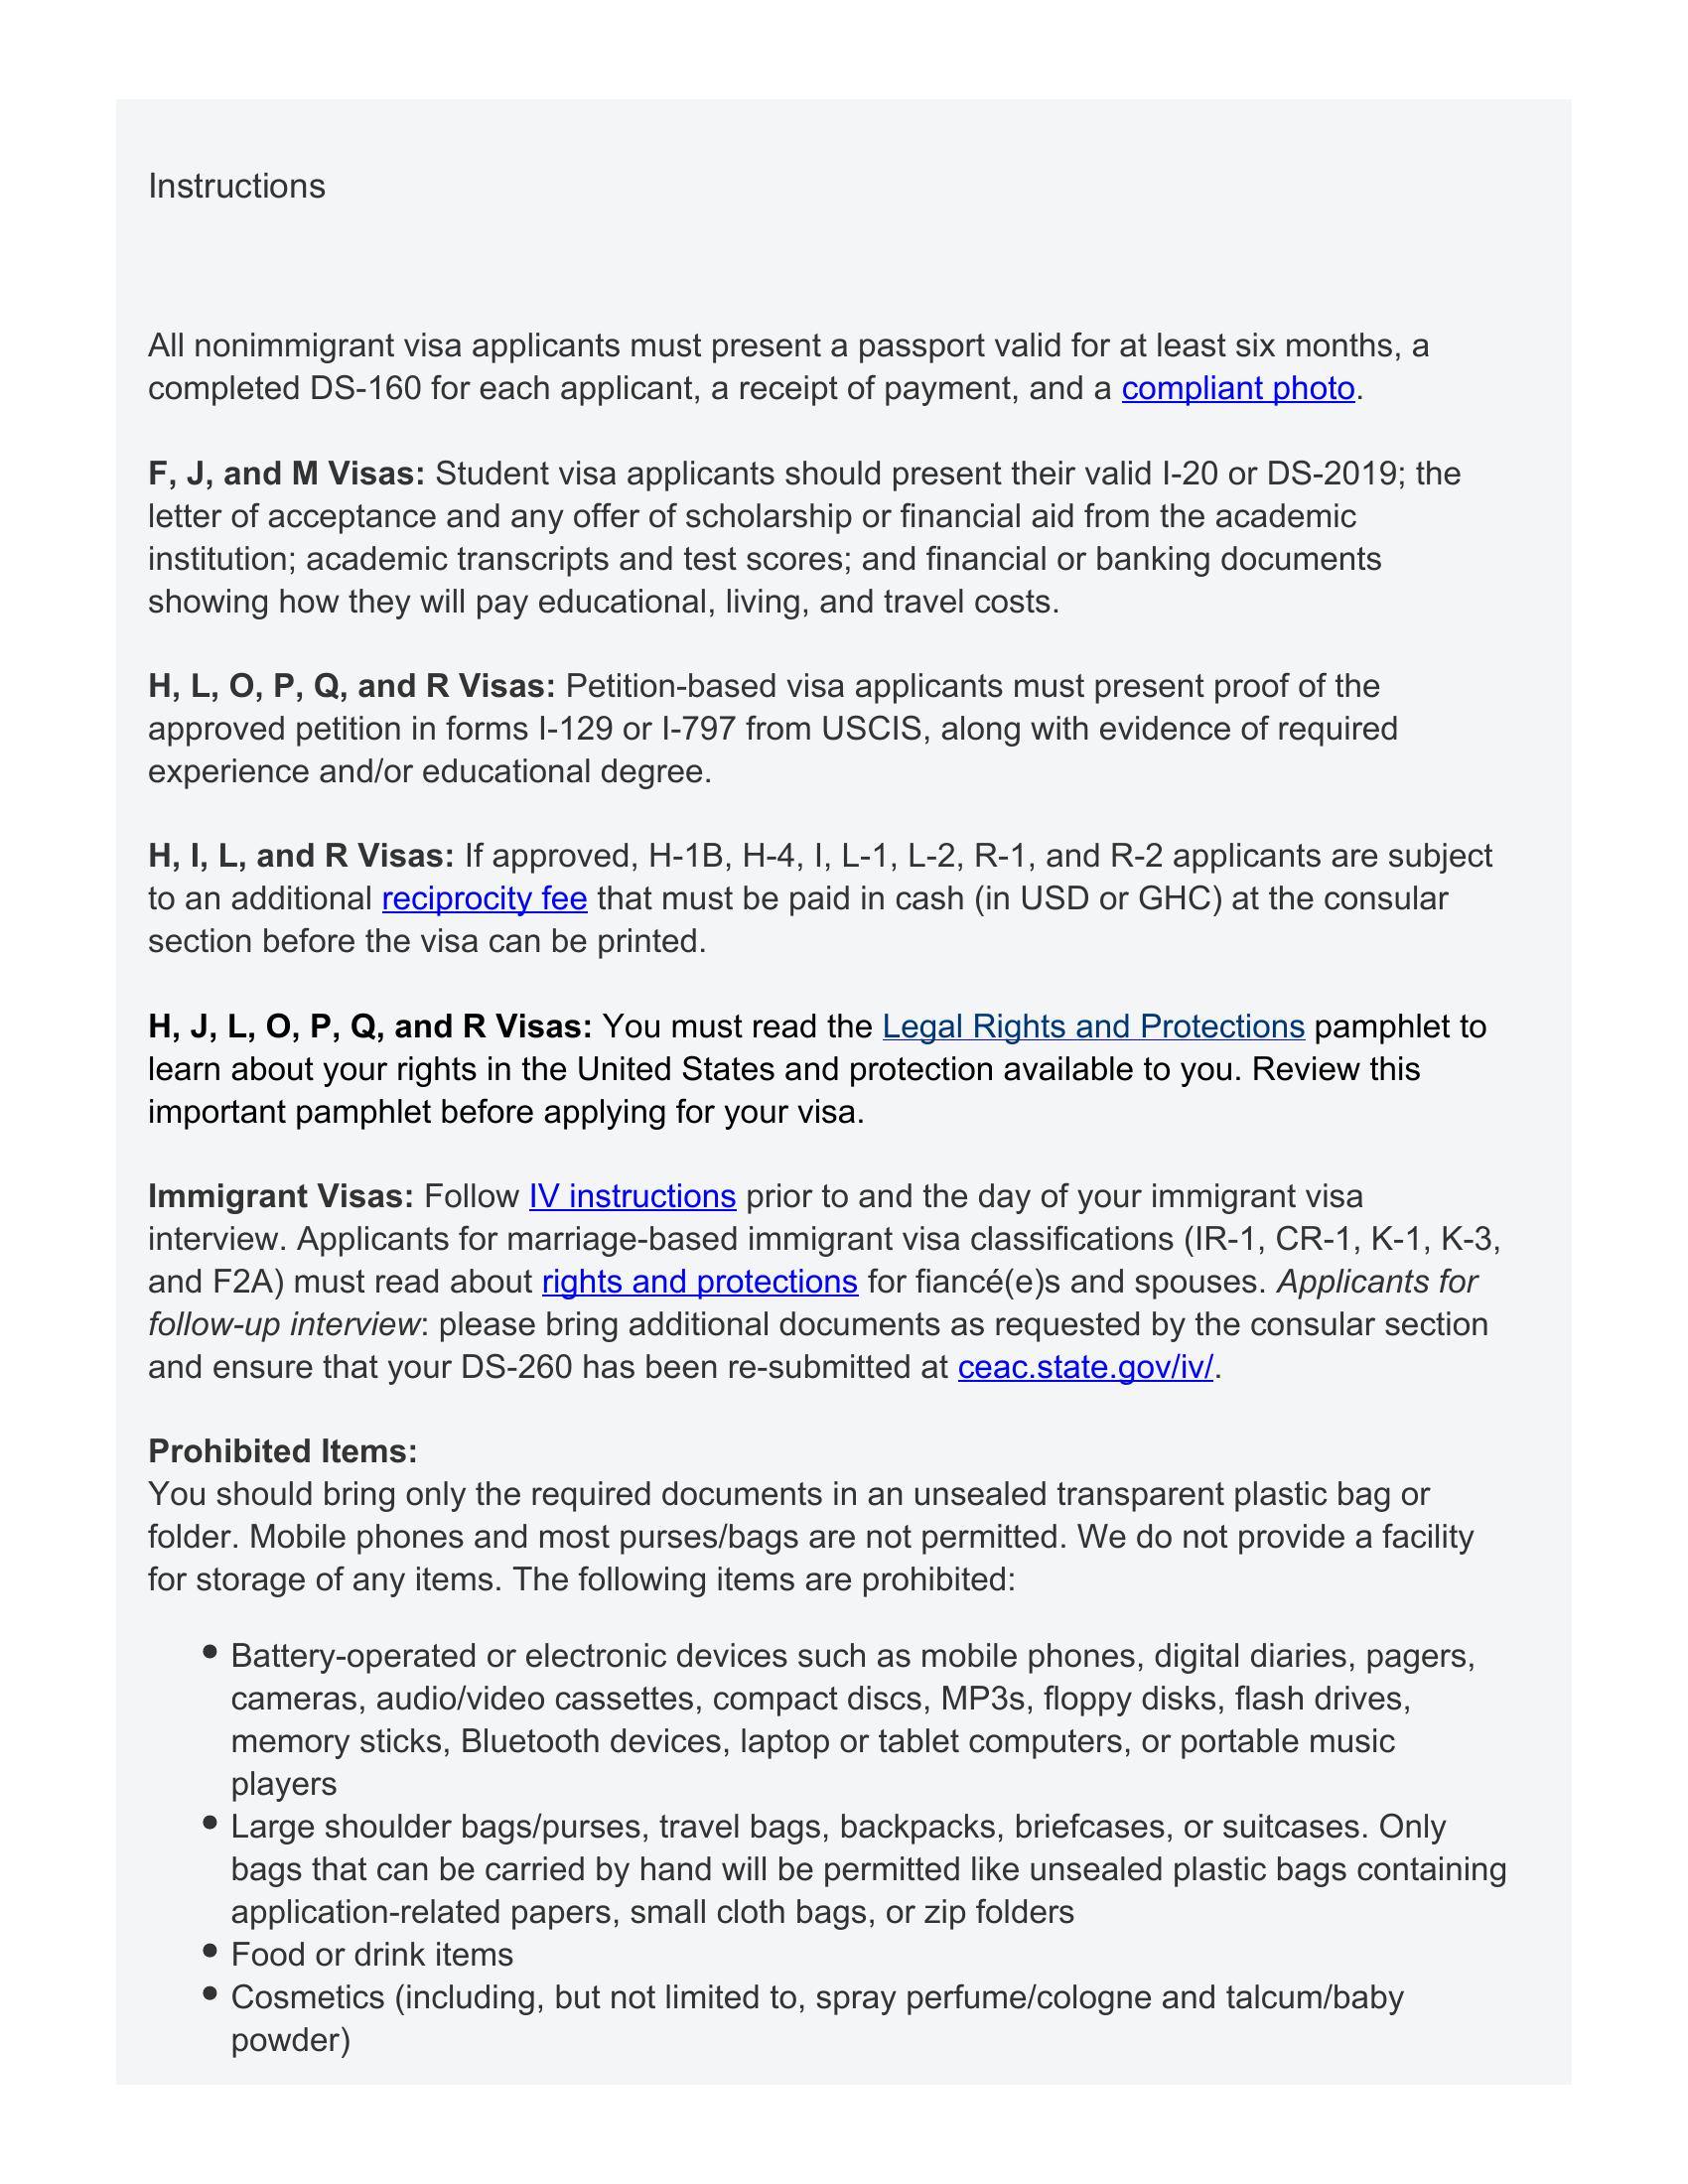 Instructions
All nonimmigrant visa applicants must present a passport valid for at least six months, a
completed DS-160 for each applicant, a receipt of payment, and a compliant photo.
F, J, and M Visas: Student visa applicants should present their valid I-20 or DS-2019; the
letter of acceptance and any offer of scholarship or financial aid from the academic
institution; academic transcripts and test scores; and financial or banking documents
showing how they will pay educational, living, and travel costs.
H, L, O, P, Q, and R Visas: Petition-based visa applicants must present proof of the
approved petition in forms I-129 or I-797 from USCIS, along with evidence of required
experience and/or educational degree.
H, I, L, and R Visas: If approved, H-1B, H-4, I, L-1, L-2, R-1, and R-2 applicants are subject
to an additional reciprocity fee that must be paid in cash (in USD or GHC) at the consular
section before the visa can be printed.
H, J, L, O, P, Q, and R Visas: You must read the Legal Rights and Protections pamphlet to
learn about your rights in the United States and protection available to you. Review this
important pamphlet before applying for your visa.
Immigrant Visas: Follow IV instructions prior to and the day of your immigrant visa
interview. Applicants for marriage-based immigrant visa classifications (IR-1, CR-1, K-1, K-3,
and F2A) must read about rights and protections for fiancé(e)s and spouses. Applicants for
follow-up interview: please bring additional documents as requested by the consular section
and ensure that your DS-260 has been re-submitted at ceac.state.gov/iv/.
Prohibited Items:
You should bring only the required documents in an unsealed transparent plastic bag or
folder. Mobile phones and most purses/bags are not permitted. We do not provide a facility
for storage of any items. The following items are prohibited:
• Battery-operated or electronic devices such as mobile phones, digital diaries, pagers,
cameras, audio/video cassettes, compact discs, MP3s, floppy disks, flash drives,
memory sticks, Bluetooth devices, laptop or tablet computers, or portable music
players
• Large shoulder bags/purses, travel bags, backpacks, briefcases, or suitcases. Only
bags that can be carried by hand will be permitted like unsealed plastic bags containing
application-related papers, small cloth bags, or zip folders
• Food or drink items
• Cosmetics (including, but not limited to, spray perfume/cologne and talcum/baby
powder)